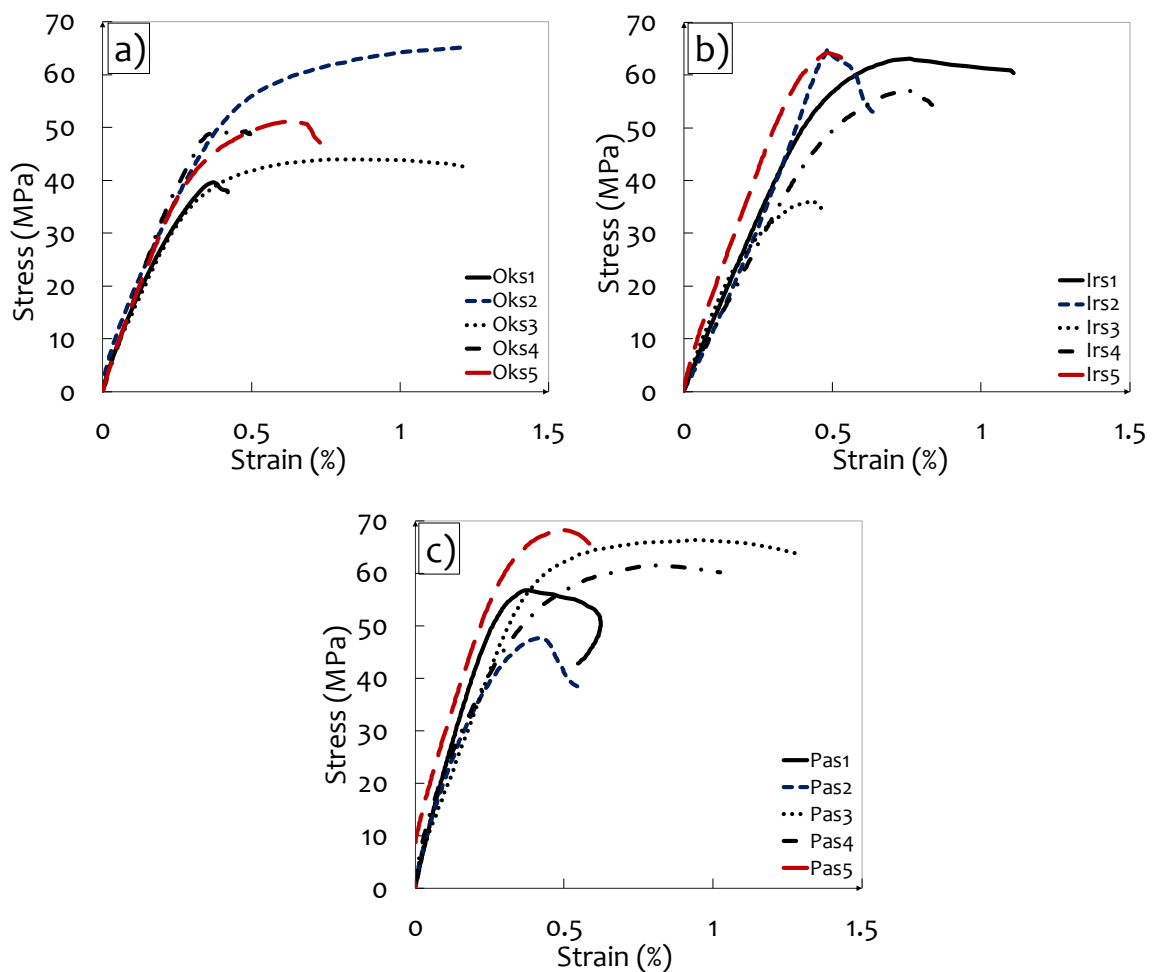 a)
Stress (MPa)
70
60
50
40
30
20
10
0
0 0.5 1 1.5
Strain (%)
Oks1
Oks2
Oks3
Oks4
Oks5
b)
Stress (MPa)
70
60
50
40
30
20
10
0
0 0.5 1 1.5
Strain (%)
Irs1
Irs2
Irs3
Irs4
Irs5
c)
Stress (MPa)
70
60
50
40
30
20
10
0
0 0.5 1 1.5
Strain (%)
Pas1
Pas2
Pas3
Pas4
Pas5